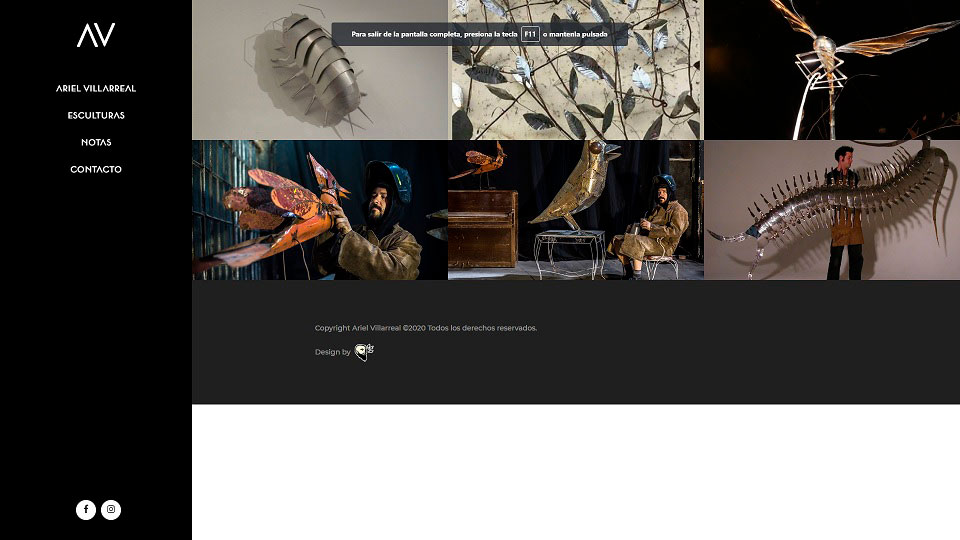 AV
ARIEL VILLARREAL
ESCULTURAS
NOTAS
CONTACTO
Para salir de la pantalla completa, presiona la tecla F11 o mantenla pulsada
Copyright Ariel Villarreal ©2020 Todos los derechos reservados.
Design by